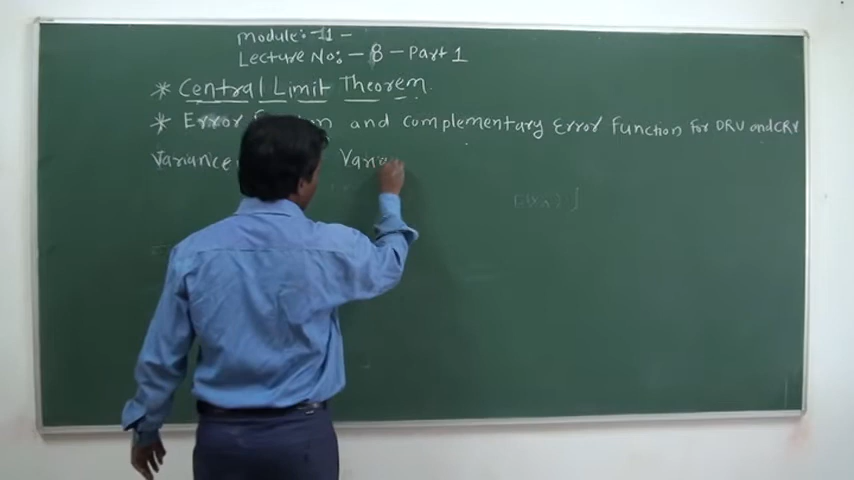 Module:- 11 -
Lecture No:- 8 - Part 1
* Central Limit Theorem.
* Error and Complementary Error Function For DRV and CRV
Variance